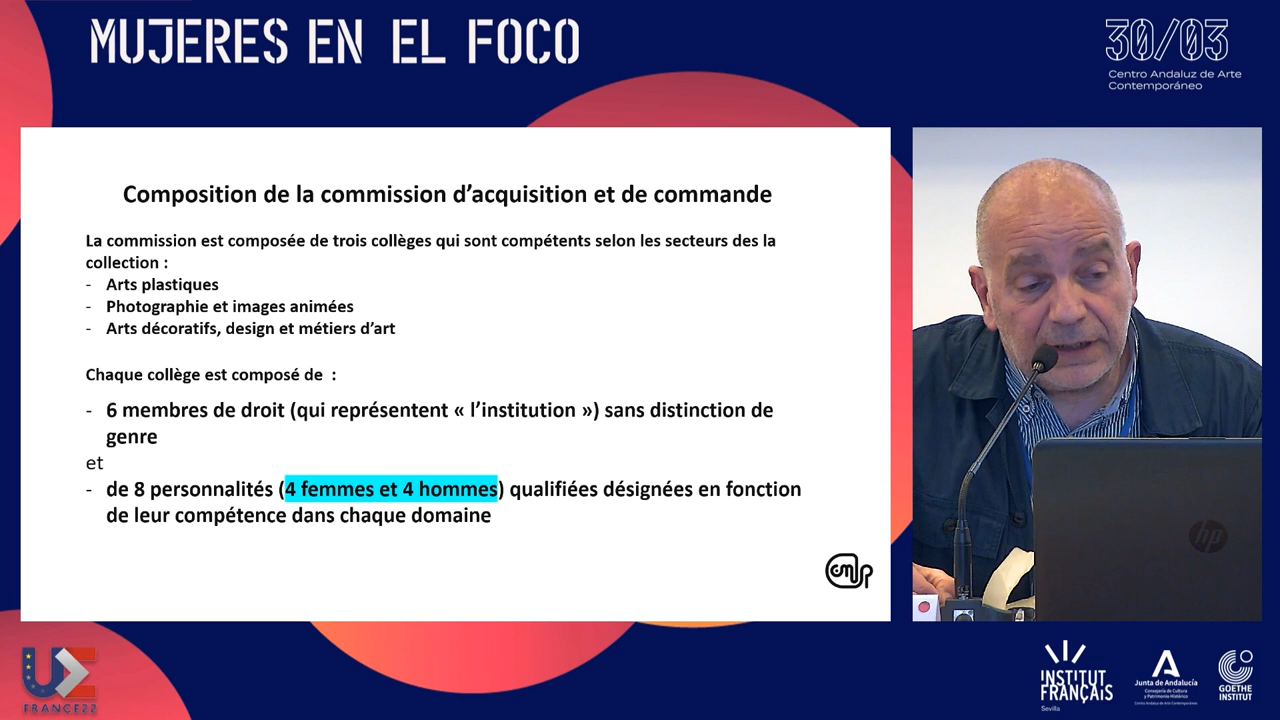 MUJERES EN EL FOCO
30/03
Centro Andaluz de Arte
Contemporáneo
Composition de la commission d’acquisition et de commande
La commission est composée de trois collèges qui sont compétents selon les secteurs des la
collection :
- Arts plastiques
- Photographie et images animées
- Arts décoratifs, design et métiers d’art
Chaque collège est composé de :
- 6 membres de droit (qui représentent « l’institution ») sans distinction de
genre
et
- de 8 personnalités (4 femmes et 4 hommes) qualifiées désignées en fonction
de leur compétence dans chaque domaine
cnap
hp
UE
FRANCE22
INSTITUT
FRANÇAIS
Sevilla
Junta de Andalucía
Consejería de Cultura
y Patrimonio Histórico
Centro Andaluz de Arte Contemporáneo
GOETHE
INSTITUT